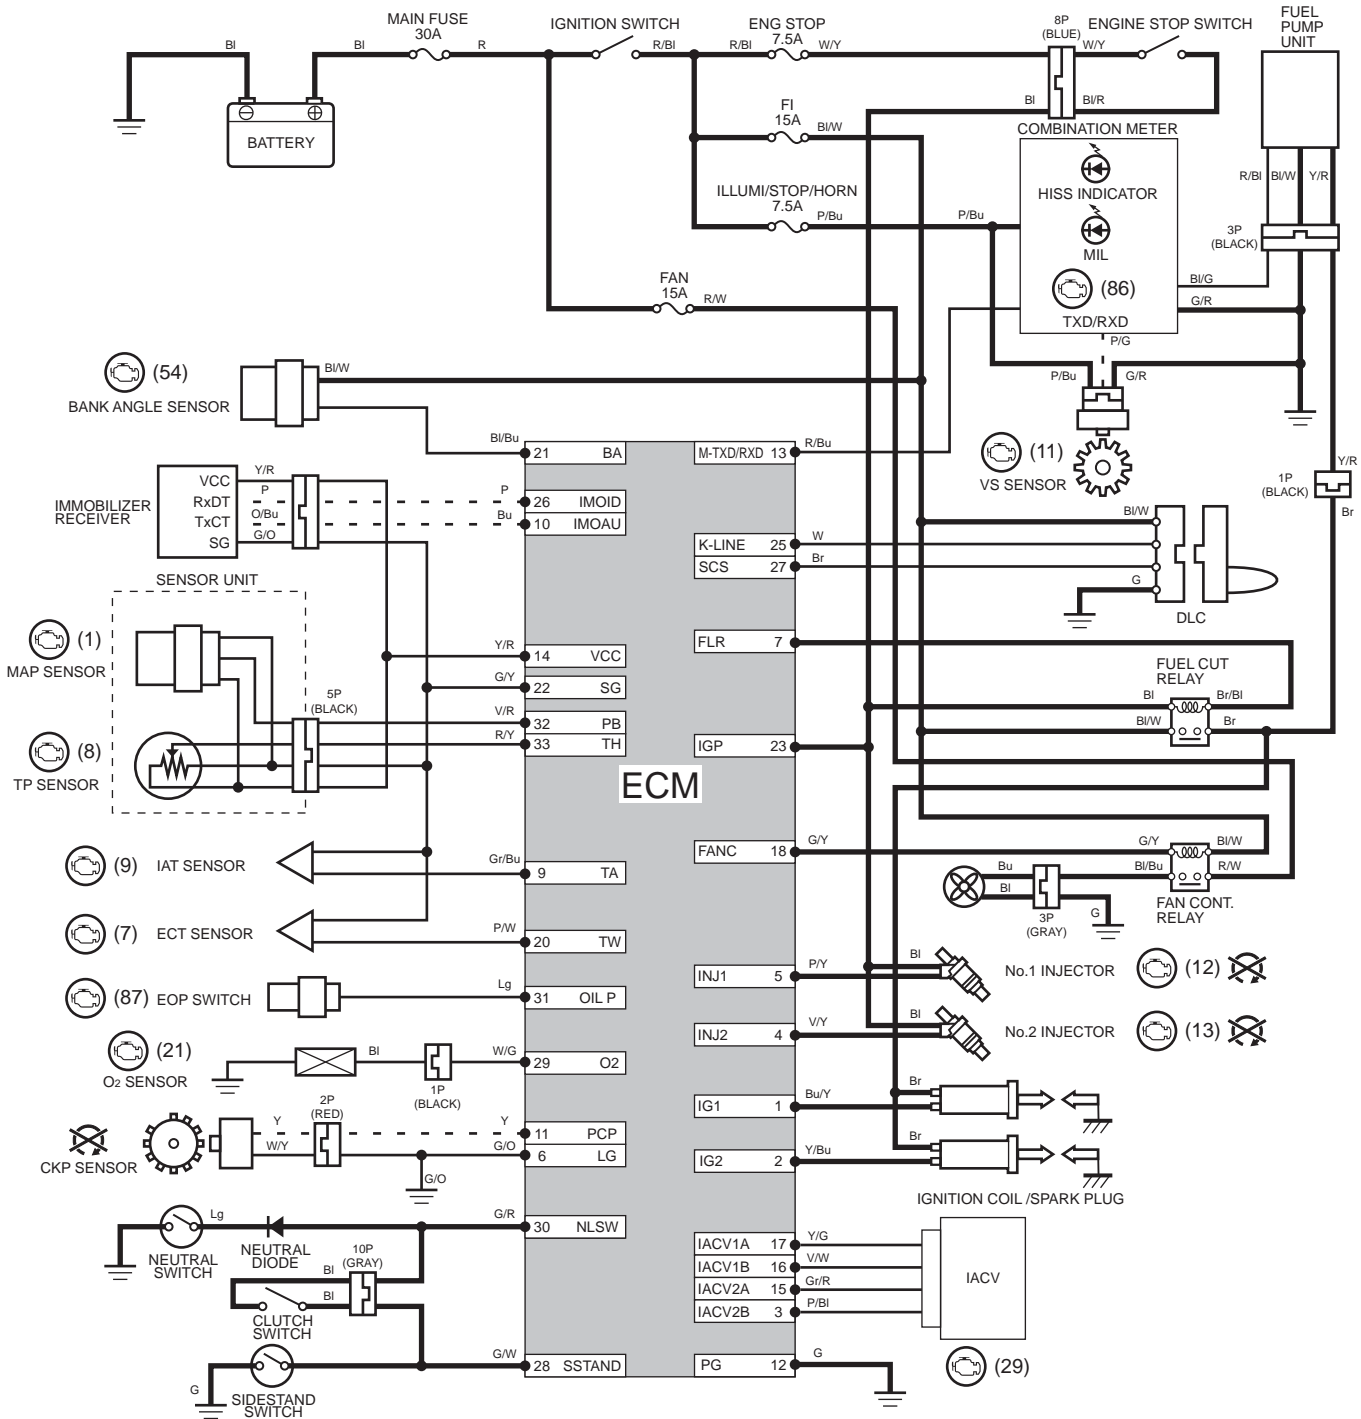 MAIN FUSE
30A
IGNITION SWITCH
ENG STOP
7.5A
8P
(BLUE)
ENGINE STOP SWITCH
FUEL
PUMP
UNIT
Bl
Bl
R
R/Bl
R/Bl
W/Y
W/Y
BATTERY
FI
15A
Bl/W
Bl
Bl/R
COMBINATION METER
HISS INDICATOR
MIL
(86)
TXD/RXD
R/Bl
Bl/W
Y/R
3P
(BLACK)
ILLUMI/STOP/HORN
7.5A
P/Bu
P/Bu
FAN
15A
R/W
Bl/G
G/R
P/G
P/Bu
G/R
(54)
BANK ANGLE SENSOR
Bl/W
Bl/Bu
21 BA
M-TXD/RXD 13
R/Bu
(11)
VS SENSOR
Y/R
1P
(BLACK)
Br
IMMOBILIZER
RECEIVER
VCC
RxDT
TxCT
SG
Y/R
P
O/Bu
G/O
P
Bu
26 IMOID
10 IMOAU
K-LINE 25
SCS 27
W
Br
Bl/W
G
DLC
SENSOR UNIT
(1)
MAP SENSOR
5P
(BLACK)
(8)
TP SENSOR
Y/R
14 VCC
G/Y
22 SG
V/R
32 PB
R/Y
33 TH
FLR 7
IGP 23
FUEL CUT
RELAY
Bl
Br/Bl
Bl/W
Br
ECM
(9)
IAT SENSOR
Gr/Bu
9 TA
FANC 18
G/Y
G/Y
Bl/W
Bl/Bu
R/W
FAN CONT.
RELAY
Bu
Bl
3P
(GRAY)
G
(7)
ECT SENSOR
P/W
20 TW
INJ1 5
P/Y
Bl
No.1 INJECTOR
(12)
(87)
EOP SWITCH
Lg
31 OIL P
INJ2 4
V/Y
Bl
No.2 INJECTOR
(13)
(21)
O2 SENSOR
Bl
1P
(BLACK)
W/G
29 O2
IG1 1
Bu/Y
Br
CKP SENSOR
Y
W/Y
2P
(RED)
Y
11 PCP
G/O
6 LG
G/O
IG2 2
Y/Bu
Br
IGNITION COIL /SPARK PLUG
Lg
NEUTRAL
SWITCH
NEUTRAL
DIODE
G/R
30 NLSW
10P
(GRAY)
Bl
Bl
CLUTCH
SWITCH
IACV1A 17
IACV1B 16
IACV2A 15
IACV2B 3
Y/G
V/W
Gr/R
P/Bl
IACV
(29)
G
SIDESTAND
SWITCH
G/W
28 SSTAND
PG 12
G